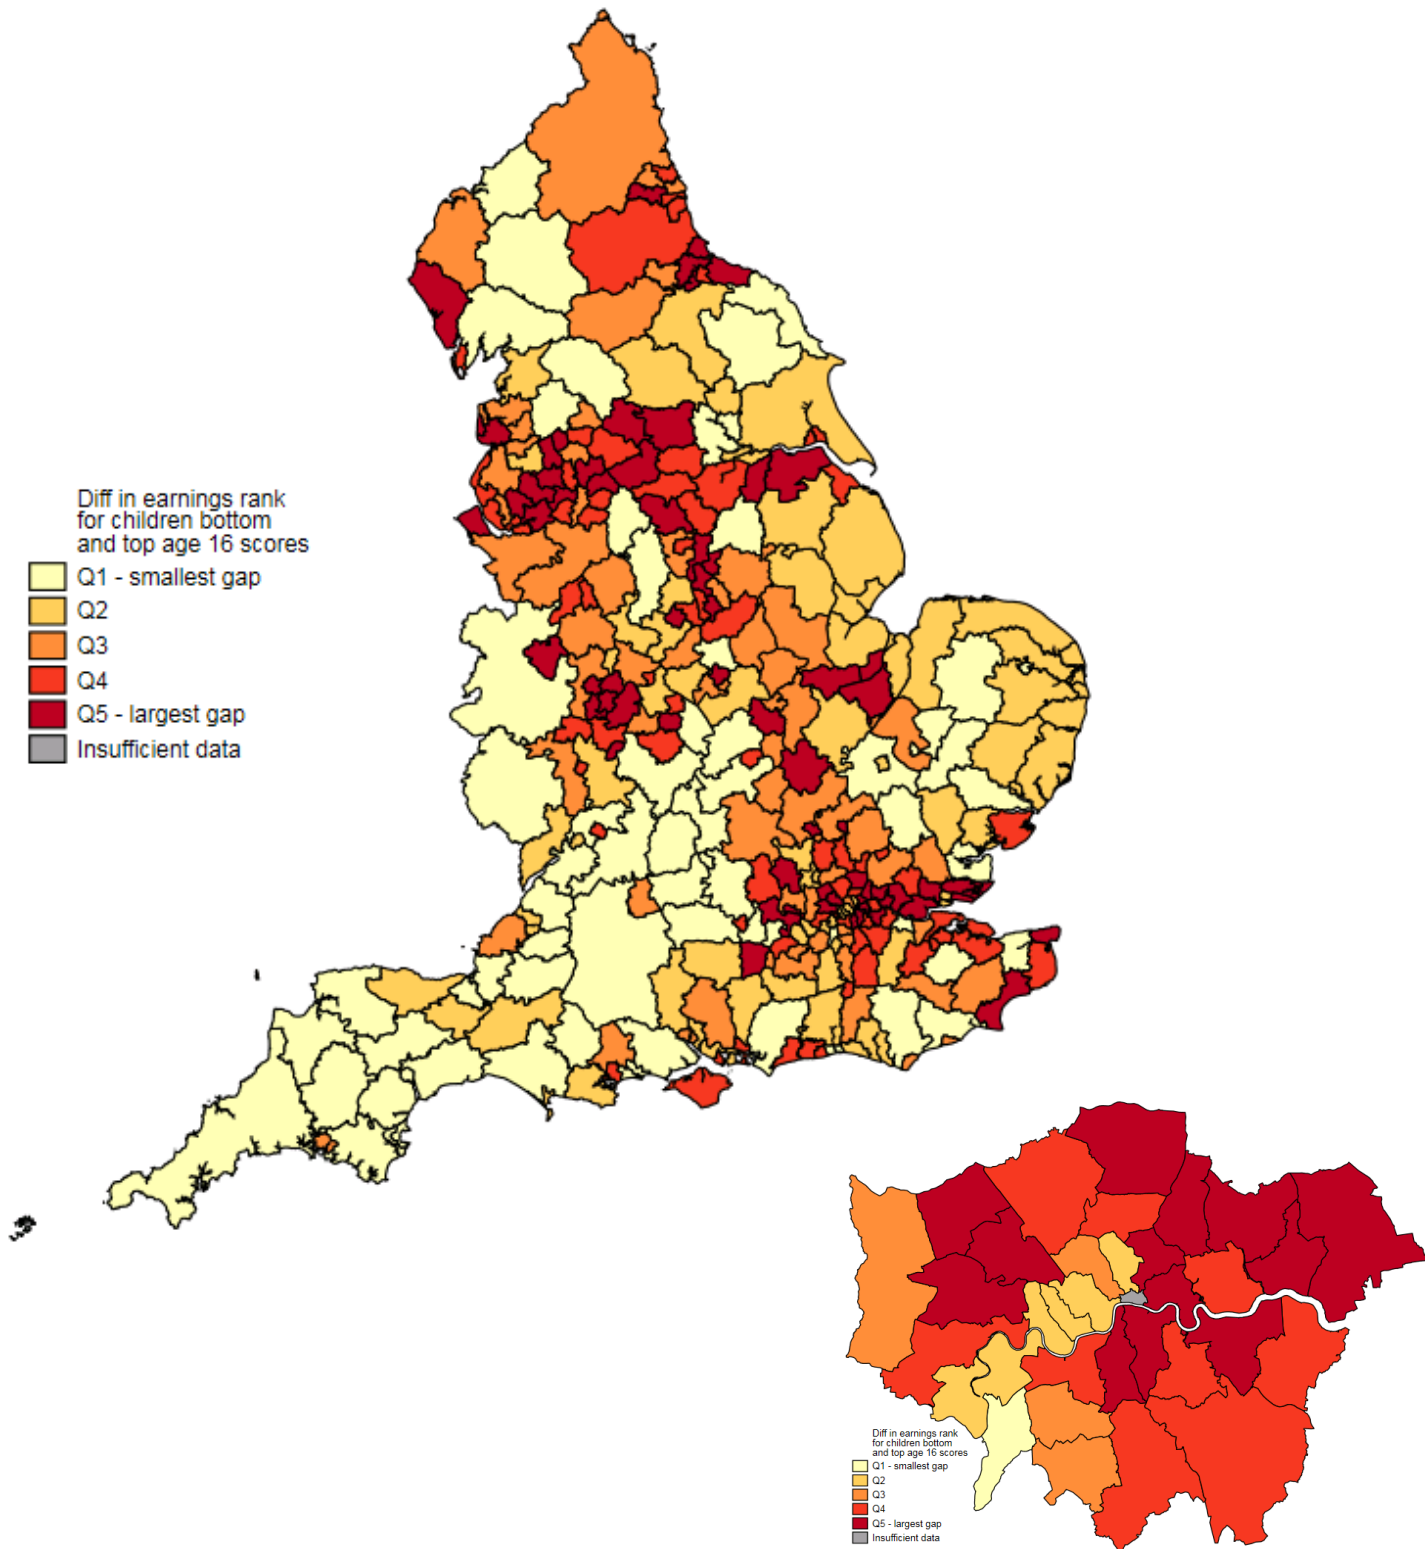 Diff in earnings rank
for children bottom
and top age 16 scores
Q1 - smallest gap
Q2
Q3
Q4
Q5 - largest gap
Insufficient data
Diff in earnings rank
for children bottom
and top age 16 scores
Q1 - smallest gap
Q2
Q3
Q4
Q5 - largest gap
Insufficient data